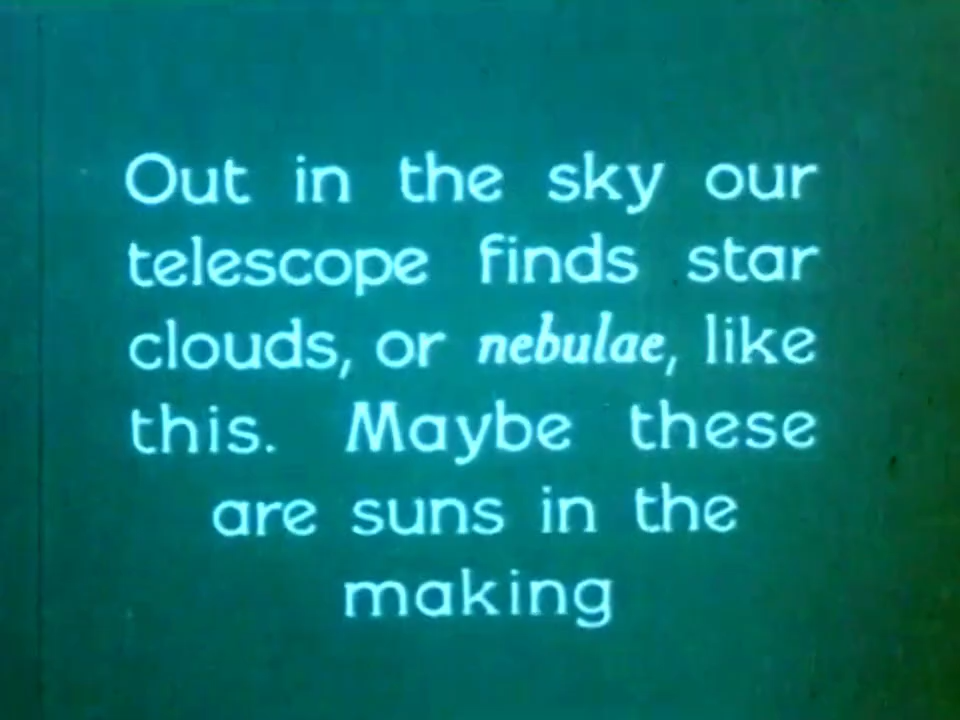 Out in the sky our
telescope finds star
clouds, or nebulae, like
this. Maybe these
are suns in the
making